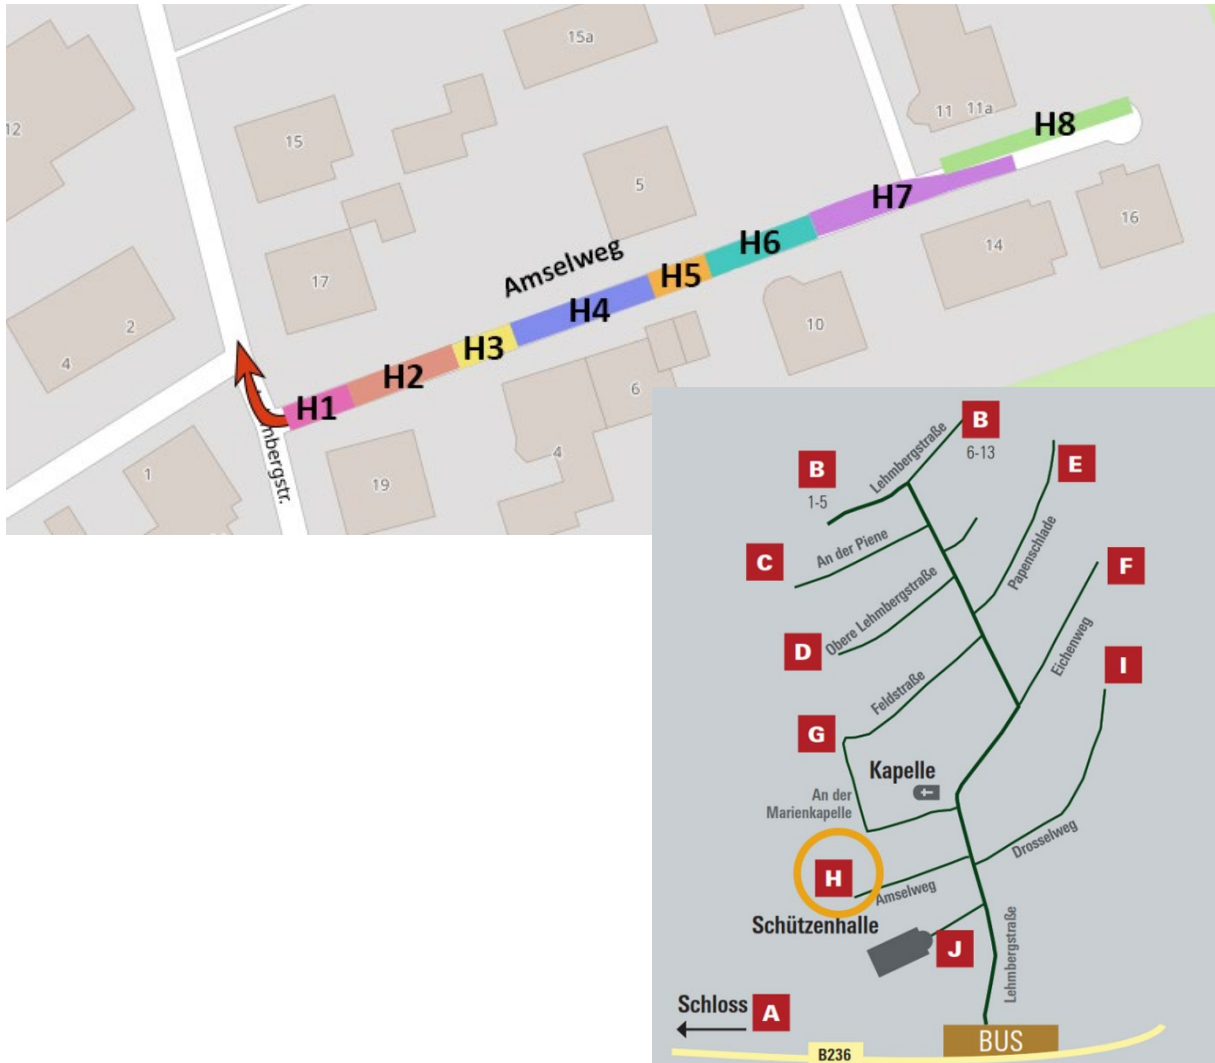 15a
12
11
11a
15
H8
5
H7
16
Amselweg
H6
14
17
H5
H4
2
10
H3
4
H2
6
H1
mbergstr.
1
19
4
B
Lehmbergstraße
B
6-13
E
1-5
An der Piene
C
Papenschlade
F
Obere Lehmbergstraße
D
Eichenweg
I
Feldstraße
G
Kapelle
An der
Marienkapelle
Drosselweg
H
Amselweg
Schützenhalle
J
Lehmbergstraße
Schloss
A
BUS
B236